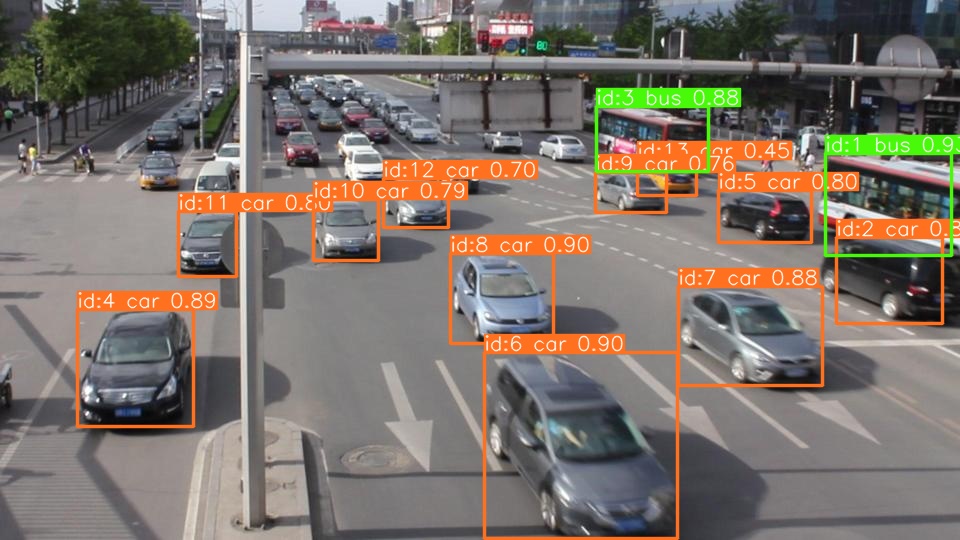 80
id:3 bus 0.88
id:1 bus 0.9
id:13 car 0.45
id:9 car 0.76
id:12 car 0.70
id:5 car 0.80
id:10 car 0.79
id:11 car 0.80
id:2 car 0.8
id:8 car 0.90
id:7 car 0.88
id:4 car 0.89
id:6 car 0.90